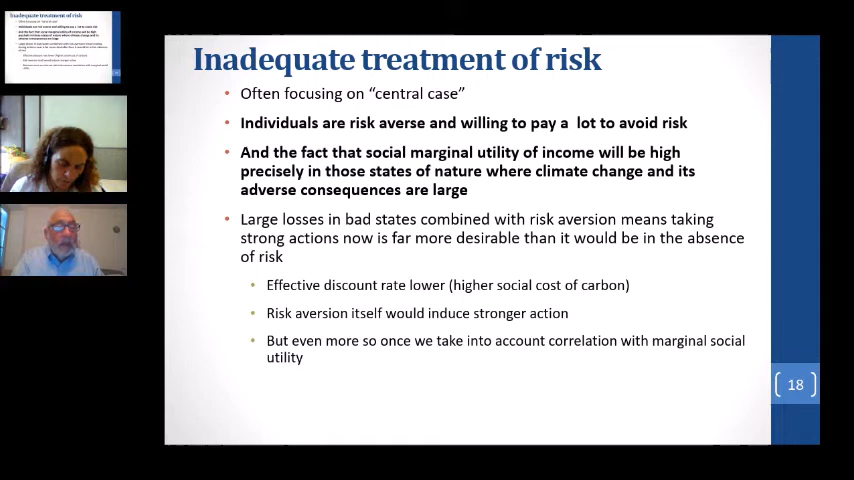 Inadequate treatment of risk
• Often focusing on “central case”
• Individuals are risk averse and willing to pay a lot to avoid risk
• And the fact that social marginal utility of income will be high
precisely in those states of nature where climate change and its
adverse consequences are large
• Large losses in bad states combined with risk aversion means taking
strong actions now is far more desirable than it would be in the absence
of risk
• Effective discount rate lower (higher social cost of carbon)
• Risk aversion itself would induce stronger action
• But even more so once we take into account correlation with marginal social
utility
18
Inadequate treatment of risk